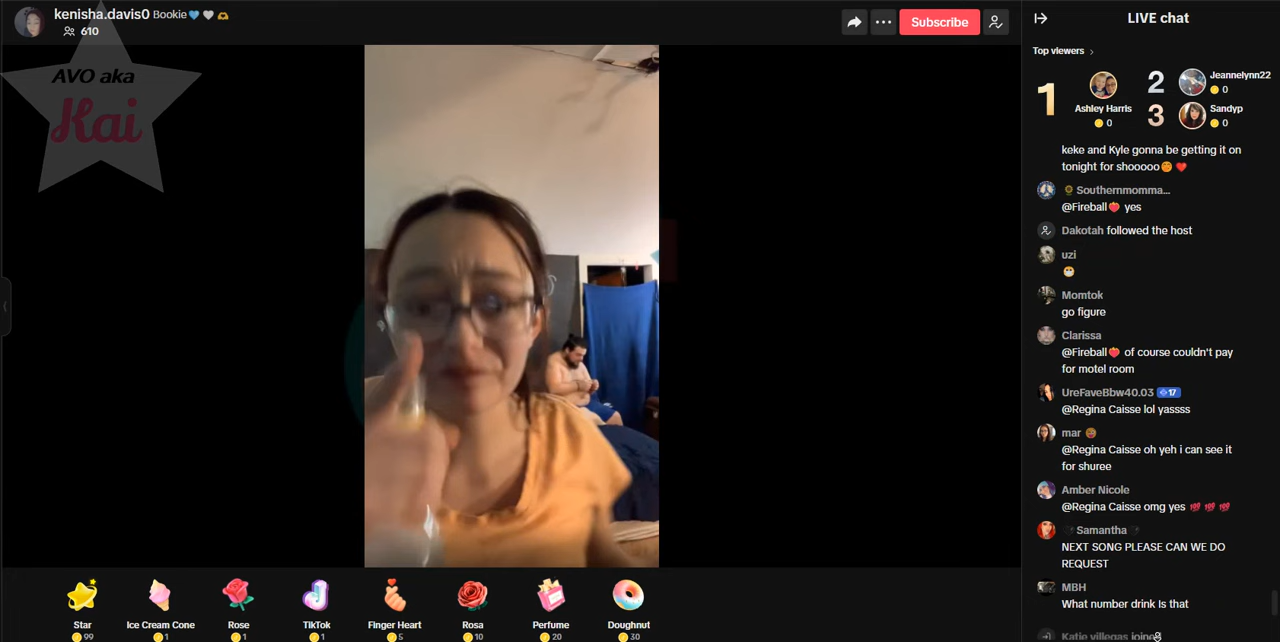 kenisha.davis0 Bookie💙🤍🫶
610
AVO aka
Kai
Subscribe
LIVE chat
Top viewers
1
Ashley Harris
0
2
Jeannelynn22
0
3
Sandyp
0
keke and Kyle gonna be getting it on
tonight for shooooo🥵❤️
🌻Southernmomma...
@Fireball🍓 yes
Dakotah followed the host
uzi
😷
Momtok
go figure
Clarissa
@Fireball🍓 of course couldn't pay
for motel room
UreFaveBbw40.03 17
@Regina Caisse lol yassss
mar
@Regina Caisse oh yeh i can see it
for shuree
Amber Nicole
@Regina Caisse omg yes 💯 💯 💯
Samantha
NEXT SONG PLEASE CAN WE DO
REQUEST
MBH
What number drink Is that
Katie villegas joined
Star
99
Ice Cream Cone
1
Rose
1
TikTok
1
Finger Heart
5
Rosa
10
Perfume
20
Doughnut
30